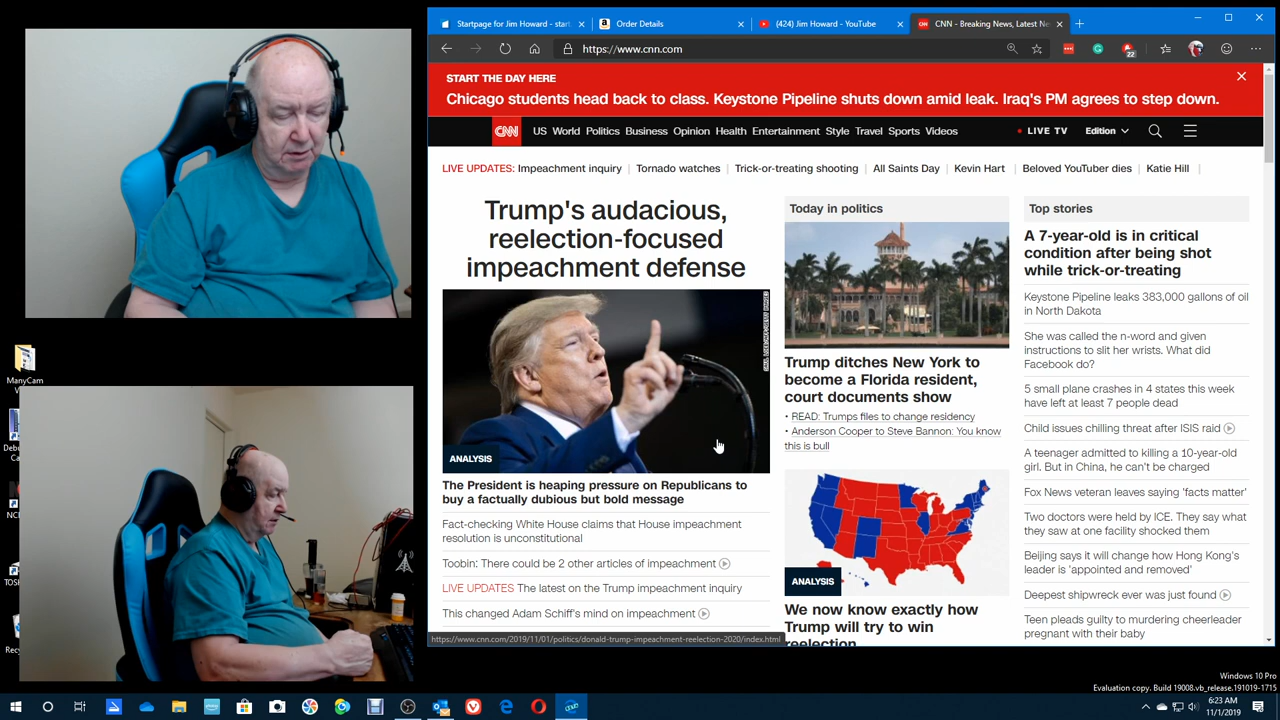 Startpage for Jim Howard - star
Order Details
(424) Jim Howard - YouTube
CNN - Breaking News, Latest Ne
https://www.cnn.com
22
START THE DAY HERE
Chicago students head back to class. Keystone Pipeline shuts down amid leak. Iraq's PM agrees to step down.
CNN US World Politics Business Opinion Health Entertainment Style Travel Sports Videos LIVE TV Edition
LIVE UPDATES: Impeachment inquiry | Tornado watches | Trick-or-treating shooting | All Saints Day | Kevin Hart | Beloved YouTuber dies | Katie Hill |
Trump's audacious,
reelection-focused
impeachment defense
ANALYSIS
The President is heaping pressure on Republicans to
buy a factually dubious but bold message
Fact-checking White House claims that House impeachment
resolution is unconstitutional
Toobin: There could be 2 other articles of impeachment
LIVE UPDATES The latest on the Trump impeachment inquiry
This changed Adam Schiff's mind on impeachment
https://www.cnn.com/2019/11/01/politics/donald-trump-impeachment-reelection-2020/index.html
Today in politics
Trump ditches New York to
become a Florida resident,
court documents show
• READ: Trumps files to change residency
• Anderson Cooper to Steve Bannon: You know
this is bull
ANALYSIS
We now know exactly how
Trump will try to win
reelection
Top stories
A 7-year-old is in critical
condition after being shot
while trick-or-treating
Keystone Pipeline leaks 383,000 gallons of oil
in North Dakota
She was called the n-word and given
instructions to slit her wrists. What did
Facebook do?
5 small plane crashes in 4 states this week
have left at least 7 people dead
Child issues chilling threat after ISIS raid
A teenager admitted to killing a 10-year-old
girl. But in China, he can't be charged
Fox News veteran leaves saying 'facts matter'
Two doctors were held by ICE. They say what
they saw at one facility shocked them
Beijing says it will change how Hong Kong's
leader is 'appointed and removed'
Deepest shipwreck ever was just found
Teen pleads guilty to murdering cheerleader
pregnant with their baby
ManyCam
Windows 10 Pro
Evaluation copy. Build 19008.vb_release.191019-1715
6:23 AM
11/1/2019